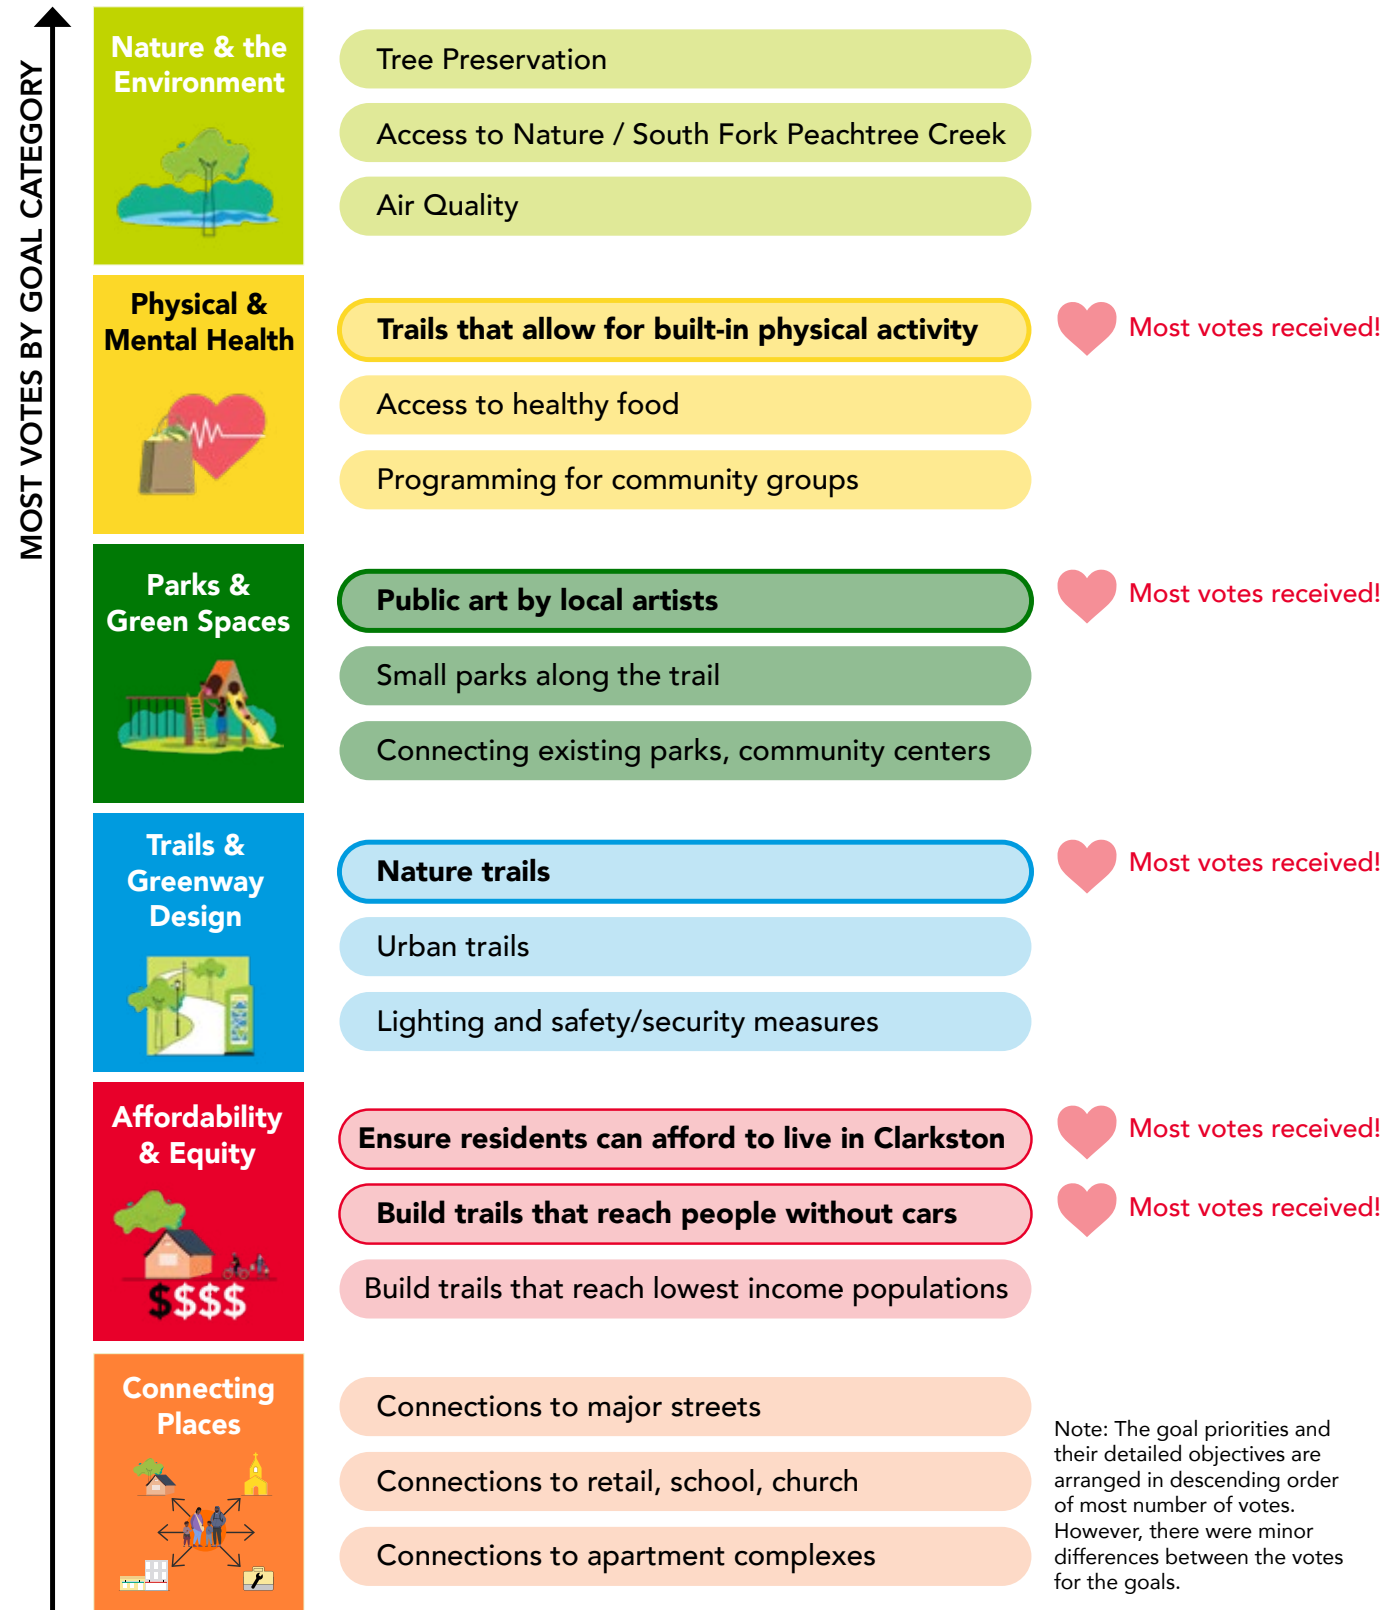 MOST VOTES BY GOAL CATEGORY
Nature & the
Environment
Tree Preservation
Access to Nature / South Fork Peachtree Creek
Air Quality
Physical &
Mental Health
Trails that allow for built-in physical activity
Most votes received!
Access to healthy food
Programming for community groups
Parks &
Green Spaces
Public art by local artists
Most votes received!
Small parks along the trail
Connecting existing parks, community centers
Trails &
Greenway
Design
Nature trails
Most votes received!
Urban trails
Lighting and safety/security measures
Affordability
& Equity
$$$$
Ensure residents can afford to live in Clarkston
Most votes received!
Build trails that reach people without cars
Most votes received!
Build trails that reach lowest income populations
Connecting
Places
Connections to major streets
Connections to retail, school, church
Connections to apartment complexes
Note: The goal priorities and
their detailed objectives are
arranged in descending order
of most number of votes.
However, there were minor
differences between the votes
for the goals.